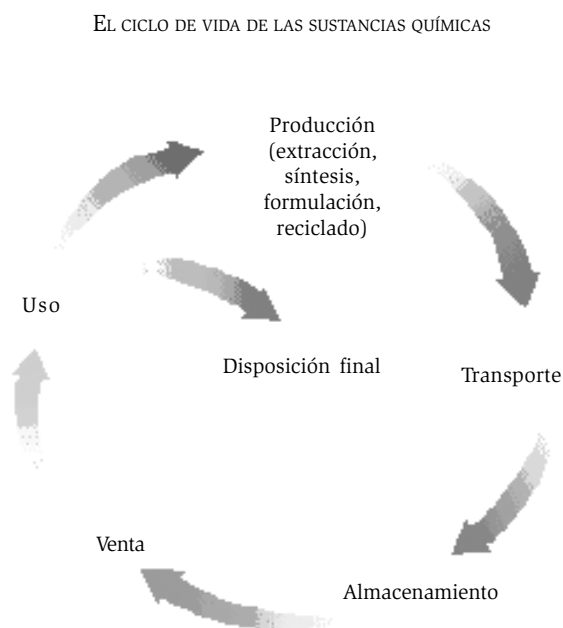 EL CICLO DE VIDA DE LAS SUSTANCIAS QUÍMICAS
Producción
(extracción,
síntesis,
formulación,
reciclado)
Uso
Disposición final
Transporte
Venta
Almacenamiento